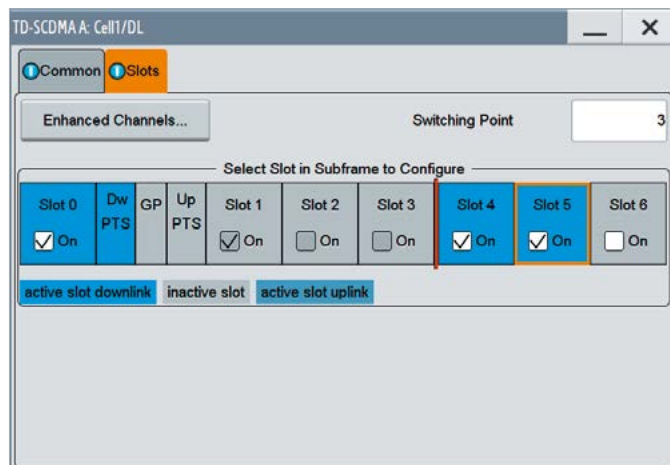 TD-SCDMA A: Cell1/DL
Common Slots
Enhanced Channels... Switching Point 3
Select Slot in Subframe to Configure
Slot 0 Dw PTS GP Up PTS Slot 1 Slot 2 Slot 3 Slot 4 Slot 5 Slot 6
On On On On On On On
active slot downlink inactive slot active slot uplink